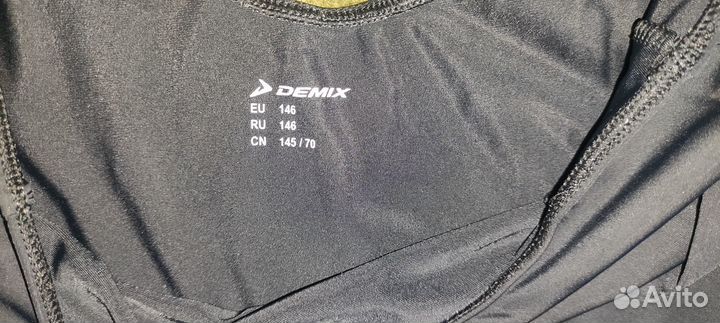 DEMIX
EU 146
RU 146
CN 145 / 70
Avito